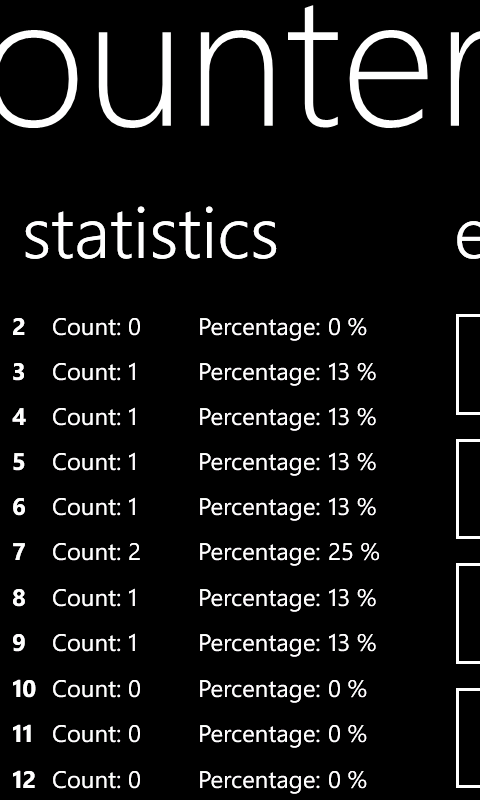 ounter
statistics
2 Count: 0 Percentage: 0 %
3 Count: 1 Percentage: 13 %
4 Count: 1 Percentage: 13 %
5 Count: 1 Percentage: 13 %
6 Count: 1 Percentage: 13 %
7 Count: 2 Percentage: 25 %
8 Count: 1 Percentage: 13 %
9 Count: 1 Percentage: 13 %
10 Count: 0 Percentage: 0 %
11 Count: 0 Percentage: 0 %
12 Count: 0 Percentage: 0 %